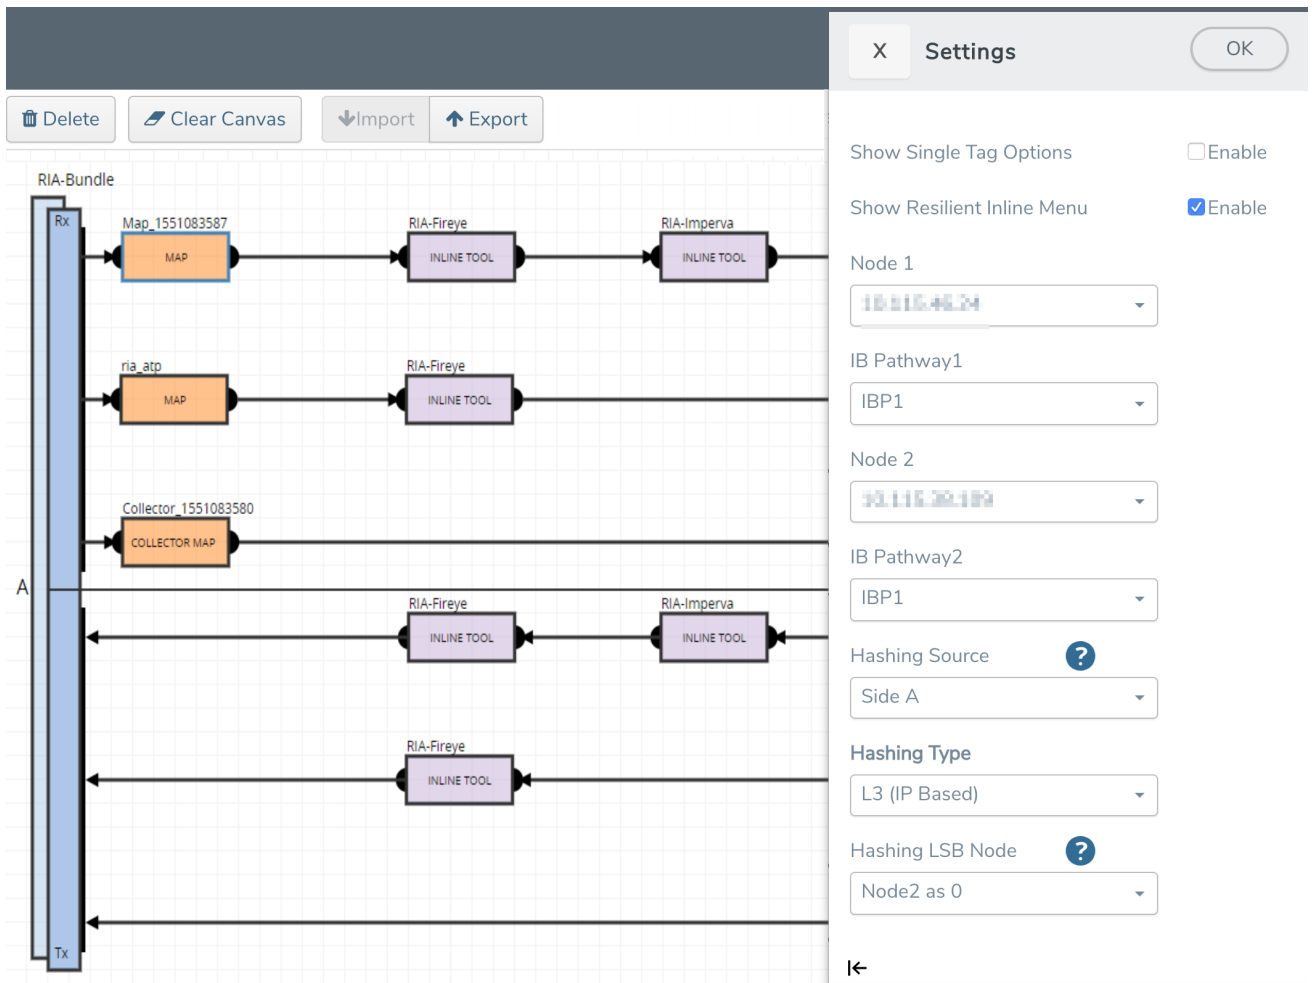 X Settings OK
Delete Clear Canvas Import Export
RIA-Bundle
Rx
Map_1551083587 RIA-Fireye RIA-Imperva
MAP INLINE TOOL INLINE TOOL
ria_atp RIA-Fireye
MAP INLINE TOOL
Collector_1551083580
COLLECTOR MAP
A
RIA-Fireye RIA-Imperva
INLINE TOOL INLINE TOOL
RIA-Fireye
INLINE TOOL
Tx
Show Single Tag Options Enable
Show Resilient Inline Menu Enable
Node 1
IB Pathway1
IBP1
Node 2
IB Pathway2
IBP1
Hashing Source ?
Side A
Hashing Type
L3 (IP Based)
Hashing LSB Node ?
Node2 as 0